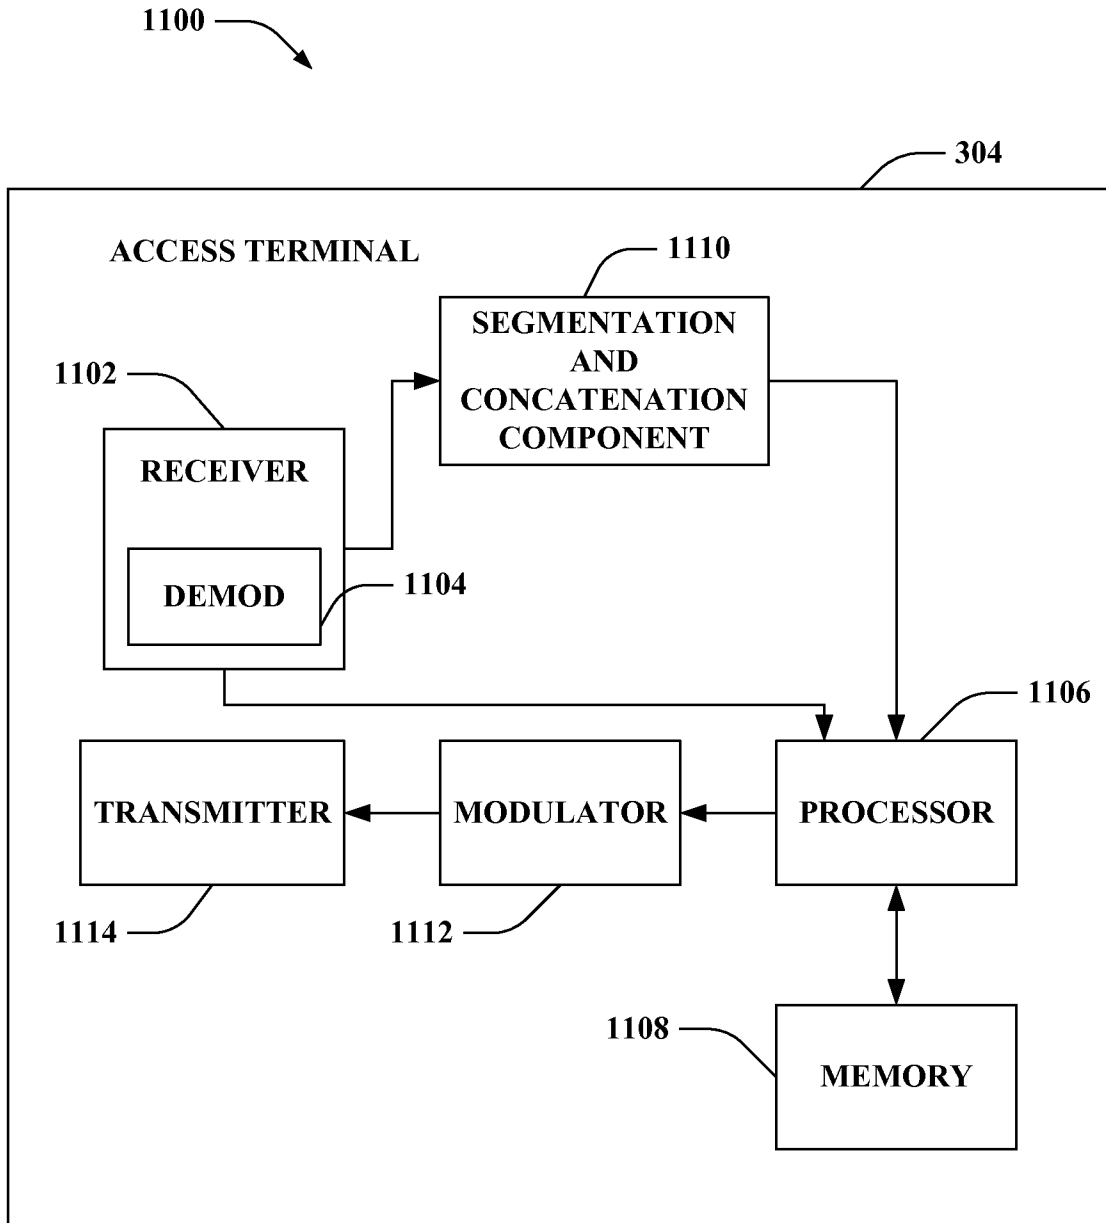 1100
304
ACCESS TERMINAL
1110
SEGMENTATION
AND
CONCATENATION
COMPONENT
1102
RECEIVER
DEMOD
1104
1106
TRANSMITTER
MODULATOR
PROCESSOR
1114
1112
1108
MEMORY